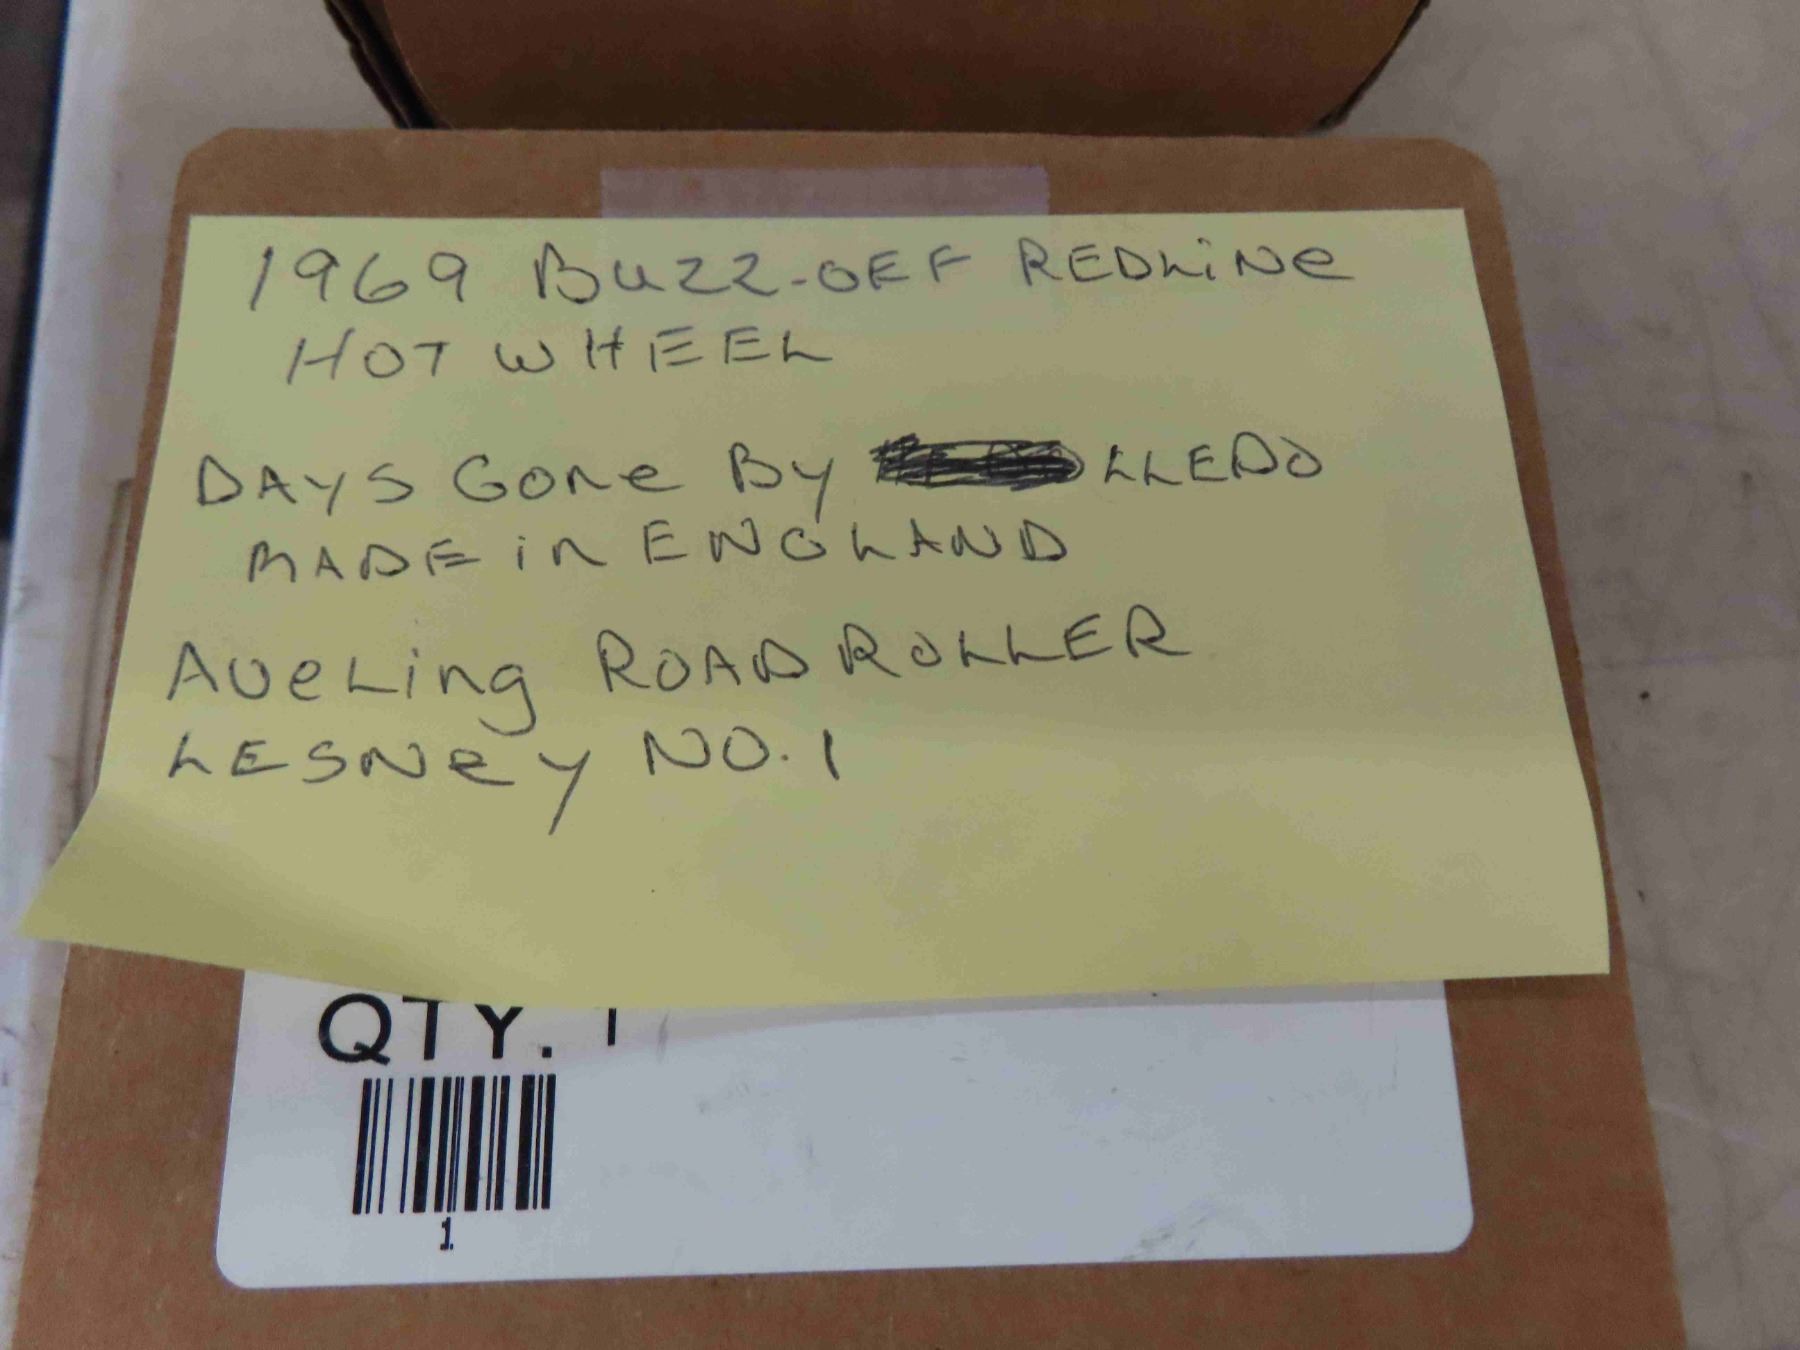 1969 BUZZ-OFF REDLiNe
HOT WHEEL
DAYS GONe By LLEDO
MADE iN ENGLAND
AVeLing ROAD ROLLER
LESNey NO. 1
QTY. 1
1